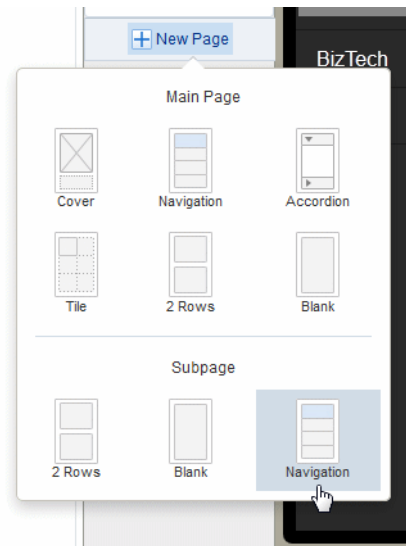 New Page
BizTech
Main Page
Cover Navigation Accordion
Tile 2 Rows Blank
Subpage
2 Rows Blank Navigation